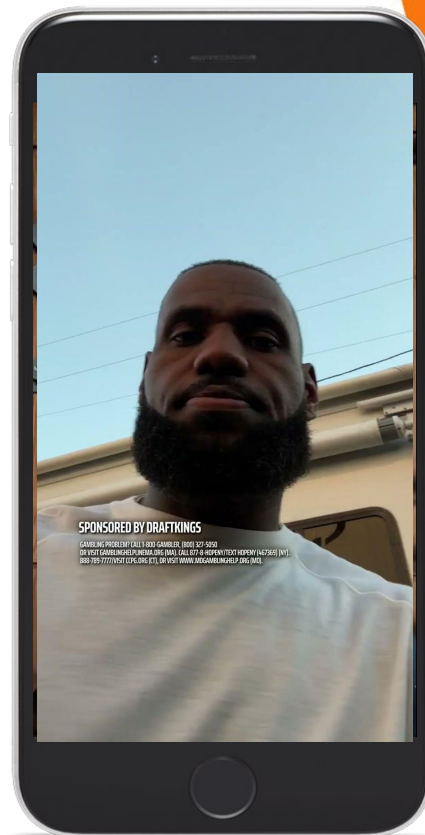 SPONSORED BY DRAFTKINGS
GAMBLING PROBLEM? CALL 1-800-GAMBLER, (800) 327-5050
OR VISIT GAMBLINGHELPLINEMA.ORG (MA). CALL 877-8-HOPENY/TEXT HOPENY (467369) (NY).
888-789-7777/VISIT CCPG.ORG (CT), OR VISIT WWW.MDGAMBLINGHELP.ORG (MD).